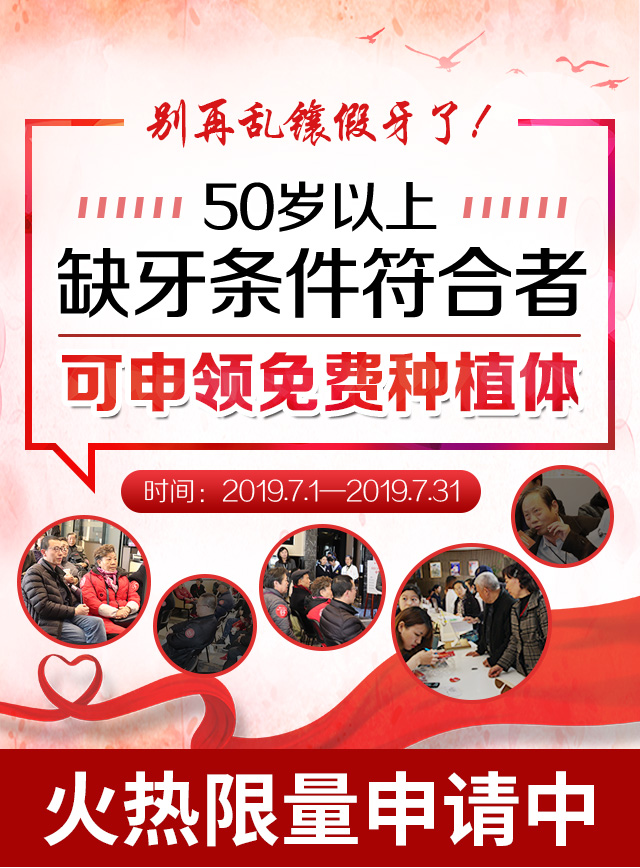 别再乱镶假牙了!
50岁以上
缺牙条件符合者
可申领免费种植体
时间：2019.7.1—2019.7.31
火热限量申请中